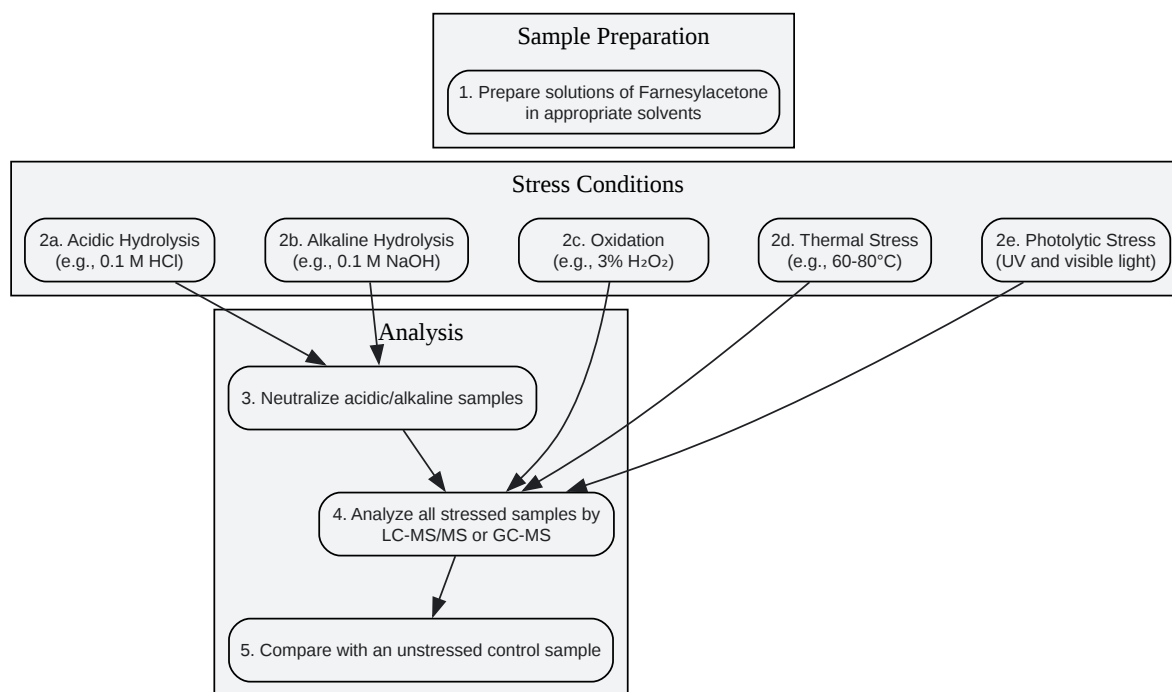 Sample Preparation
1. Prepare solutions of Farnesylacetone
in appropriate solvents
Stress Conditions
2a. Acidic Hydrolysis
(e.g., 0.1 M HCl)
2b. Alkaline Hydrolysis
(e.g., 0.1 M NaOH)
2c. Oxidation
(e.g., 3% H₂O₂)
2d. Thermal Stress
(e.g., 60-80°C)
2e. Photolytic Stress
(UV and visible light)
Analysis
3. Neutralize acidic/alkaline samples
4. Analyze all stressed samples by
LC-MS/MS or GC-MS
5. Compare with an unstressed control sample